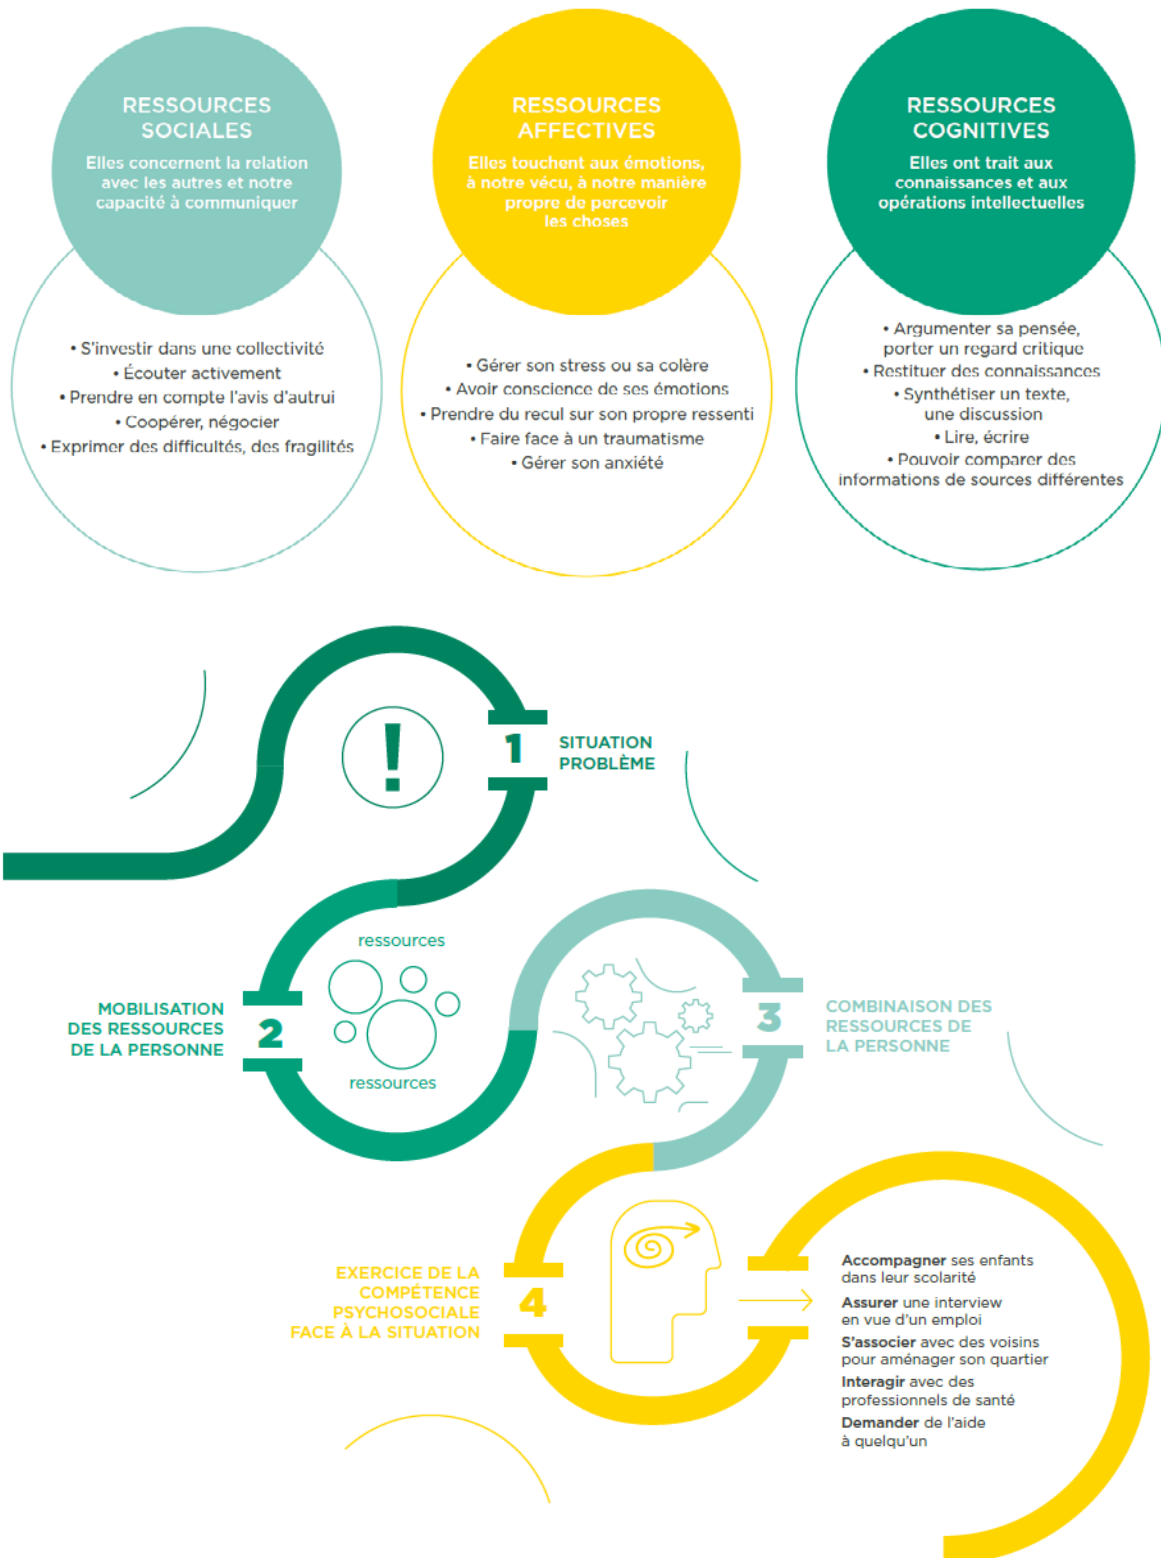 RESSOURCES
SOCIALES
Elles concernent la relation
avec les autres et notre
capacité à communiquer
• S'investir dans une collectivité
• Écouter activement
• Prendre en compte l'avis d'autrui
• Coopérer, négocier
• Exprimer des difficultés, des fragilités
RESSOURCES
AFFECTIVES
Elles touchent aux émotions,
à notre vécu, à notre manière
propre de percevoir
les choses
• Gérer son stress ou sa colère
• Avoir conscience de ses émotions
• Prendre du recul sur son propre ressenti
• Faire face à un traumatisme
• Gérer son anxiété
RESSOURCES
COGNITIVES
Elles ont trait aux
connaissances et aux
opérations intellectuelles
• Argumenter sa pensée,
porter un regard critique
• Restituer des connaissances
• Synthétiser un texte,
une discussion
• Lire, écrire
• Pouvoir comparer des
informations de sources différentes
!
1
SITUATION
PROBLÈME
ressources
ressources
MOBILISATION
DES RESSOURCES
DE LA PERSONNE
2
3
COMBINAISON DES
RESSOURCES DE
LA PERSONNE
EXERCICE DE LA
COMPÉTENCE
PSYCHOSOCIALE
FACE À LA SITUATION
4
Accompagner ses enfants
dans leur scolarité
Assurer une interview
en vue d'un emploi
S'associer avec des voisins
pour aménager son quartier
Interagir avec des
professionnels de santé
Demander de l'aide
à quelqu'un